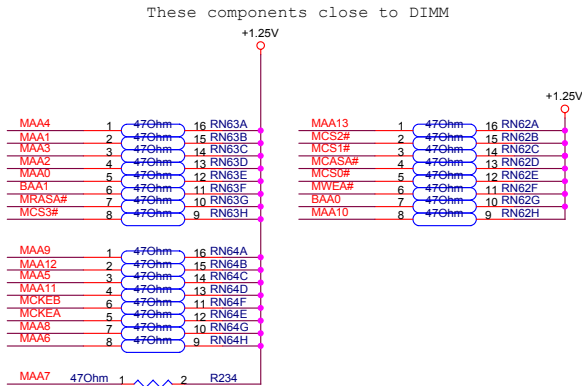 These components close to DIMM
+1.25V
MAA4 1 47Ohm 16 RN63A
MAA1 2 47Ohm 15 RN63B
MAA3 3 47Ohm 14 RN63C
MAA2 4 47Ohm 13 RN63D
MAA0 5 47Ohm 12 RN63E
BAA1 6 47Ohm 11 RN63F
MRASA# 7 47Ohm 10 RN63G
MCS3# 8 47Ohm 9 RN63H
MAA9 1 47Ohm 16 RN64A
MAA12 2 47Ohm 15 RN64B
MAA5 3 47Ohm 14 RN64C
MAA11 4 47Ohm 13 RN64D
MCKEB 6 47Ohm 11 RN64F
MCKEA 5 47Ohm 12 RN64E
MAA8 7 47Ohm 10 RN64G
MAA6 8 47Ohm 9 RN64H
MAA7 47Ohm 1 2 R234
+1.25V
MAA13 1 47Ohm 16 RN62A
MCS2# 2 47Ohm 15 RN62B
MCS1# 3 47Ohm 14 RN62C
MCASA# 4 47Ohm 13 RN62D
MCS0# 5 47Ohm 12 RN62E
MWEA# 6 47Ohm 11 RN62F
BAA0 7 47Ohm 10 RN62G
MAA10 8 47Ohm 9 RN62H